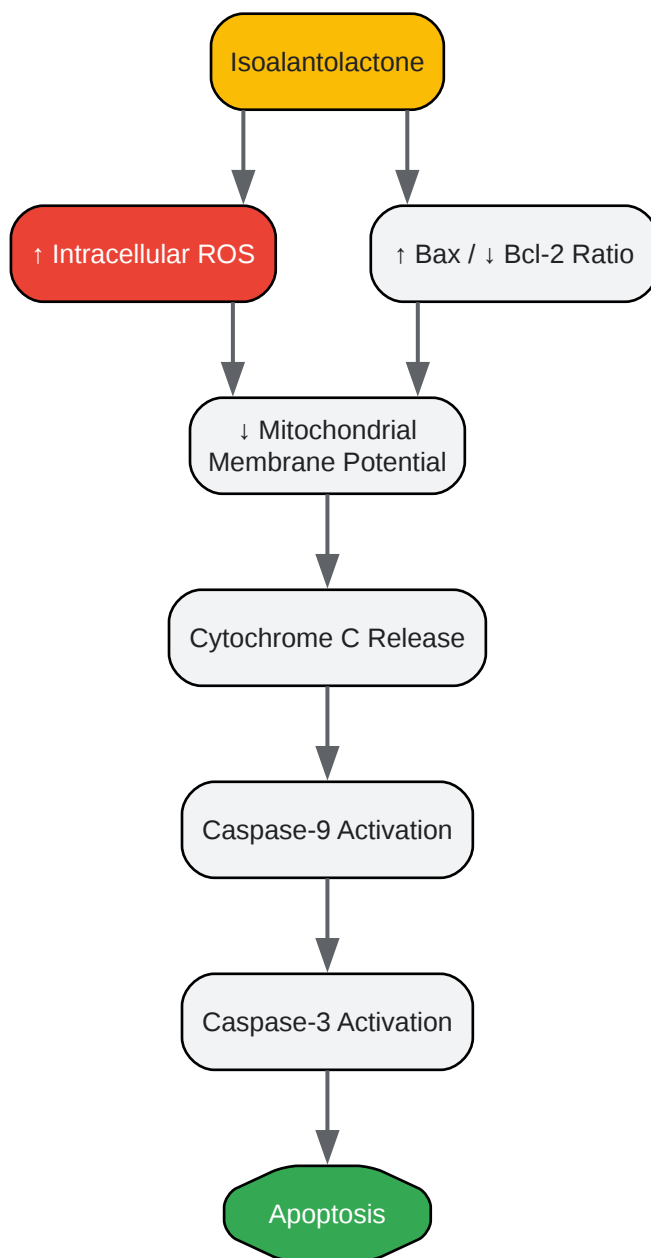 Isoalantolactone
↑ Intracellular ROS
↑ Bax / ↓ Bcl-2 Ratio
↓ Mitochondrial
Membrane Potential
Cytochrome C Release
Caspase-9 Activation
Caspase-3 Activation
Apoptosis